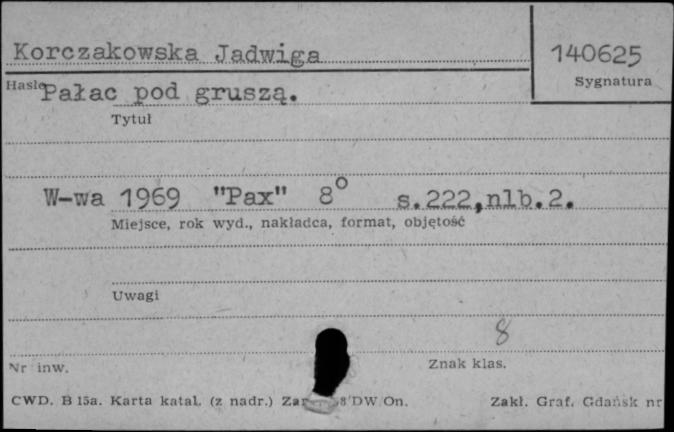 Korczakowska Jadwiga
140625
Sygnatura
Hasło
Pałac pod gruszą.
Tytuł
W-wa 1969 "Pax" 8° s.222,nlb.2.
Miejsce, rok wyd., nakładca, format, objętość
Uwagi
8
Nr inw.
Znak klas.
CWD. B 15a. Karta katal. (z nadr.) DW On.
Zakł. Graf. Gdańsk nr